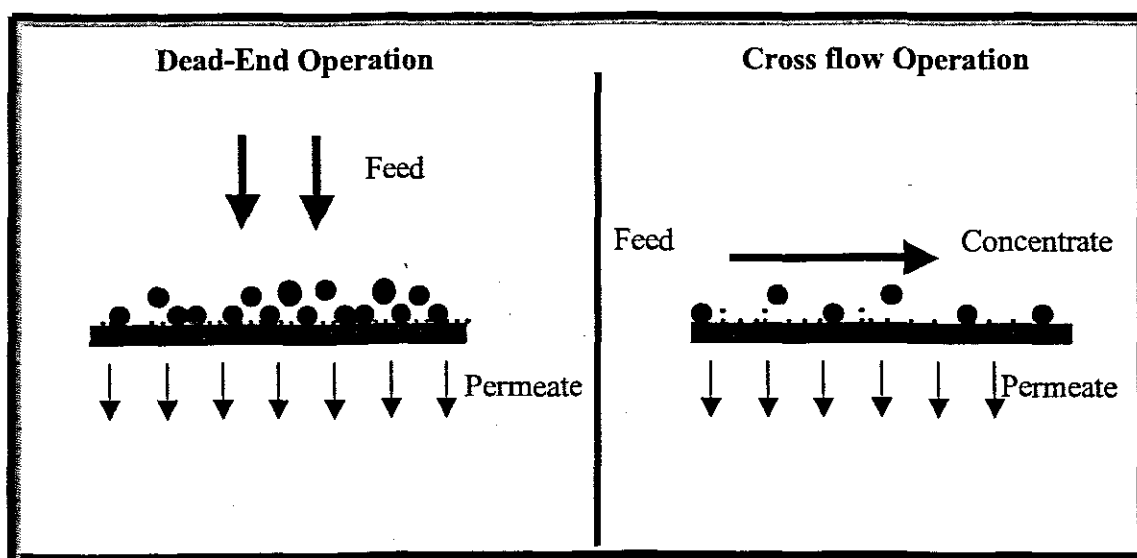 Dead-End Operation
Feed
Permeate
Cross flow Operation
Feed
Concentrate
Permeate